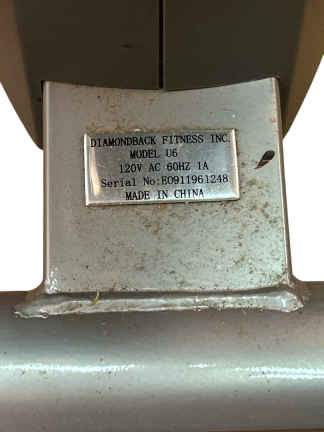 DIAMONDBACK FITNESS INC.
MODEL U6
120V AC 60HZ 1A
Serial No:E0911961248
MADE IN CHINA